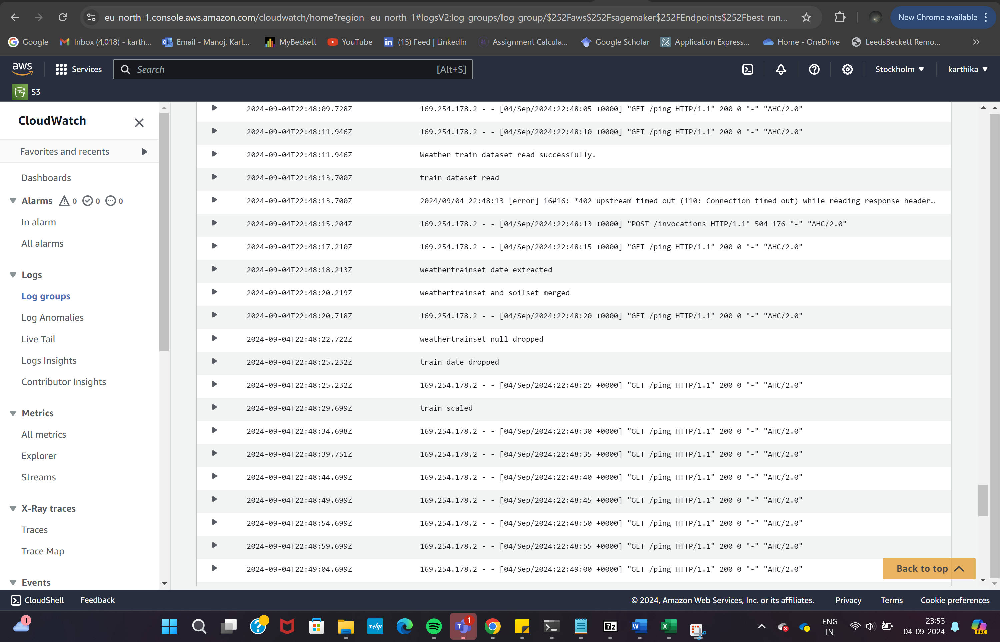 eu-north-1.console.aws.amazon.com/cloudwatch/home?region=eu-north-1#logsV2:log-groups/log-group/$252Faws$252Fsagemaker$252FEndpoints$252Fbest-ran...
New Chrome available
Google
Inbox (4,018) - karth...
Email - Manoj, Kart...
MyBeckett
YouTube
(15) Feed | LinkedIn
24
Assignment Calcula...
Google Scholar
Application Express...
Home - OneDrive
LeedsBeckett Remo...
aws
Services
Search
[Alt+S]
Stockholm
karthika
S3
CloudWatch
Favorites and recents
Dashboards
Alarms 0 0 0
In alarm
All alarms
Logs
Log groups
Log Anomalies
Live Tail
Logs Insights
Contributor Insights
Metrics
All metrics
Explorer
Streams
X-Ray traces
Traces
Trace Map
Events
2024-09-04T22:48:09.728Z 169.254.178.2 - - [04/Sep/2024:22:48:05 +0000] "GET /ping HTTP/1.1" 200 0 "-" "AHC/2.0"
2024-09-04T22:48:11.946Z 169.254.178.2 - - [04/Sep/2024:22:48:10 +0000] "GET /ping HTTP/1.1" 200 0 "-" "AHC/2.0"
2024-09-04T22:48:11.946Z Weather train dataset read successfully.
2024-09-04T22:48:13.700Z train dataset read
2024-09-04T22:48:13.700Z 2024/09/04 22:48:13 [error] 16#16: *402 upstream timed out (110: Connection timed out) while reading response header...
2024-09-04T22:48:15.204Z 169.254.178.2 - - [04/Sep/2024:22:48:13 +0000] "POST /invocations HTTP/1.1" 504 176 "-" "AHC/2.0"
2024-09-04T22:48:17.210Z 169.254.178.2 - - [04/Sep/2024:22:48:15 +0000] "GET /ping HTTP/1.1" 200 0 "-" "AHC/2.0"
2024-09-04T22:48:18.213Z weathertrainset date extracted
2024-09-04T22:48:20.219Z weathertrainset and soilset merged
2024-09-04T22:48:20.718Z 169.254.178.2 - - [04/Sep/2024:22:48:20 +0000] "GET /ping HTTP/1.1" 200 0 "-" "AHC/2.0"
2024-09-04T22:48:22.722Z weathertrainset null dropped
2024-09-04T22:48:25.232Z train date dropped
2024-09-04T22:48:25.232Z 169.254.178.2 - - [04/Sep/2024:22:48:25 +0000] "GET /ping HTTP/1.1" 200 0 "-" "AHC/2.0"
2024-09-04T22:48:29.699Z train scaled
2024-09-04T22:48:34.698Z 169.254.178.2 - - [04/Sep/2024:22:48:30 +0000] "GET /ping HTTP/1.1" 200 0 "-" "AHC/2.0"
2024-09-04T22:48:39.751Z 169.254.178.2 - - [04/Sep/2024:22:48:35 +0000] "GET /ping HTTP/1.1" 200 0 "-" "AHC/2.0"
2024-09-04T22:48:44.699Z 169.254.178.2 - - [04/Sep/2024:22:48:40 +0000] "GET /ping HTTP/1.1" 200 0 "-" "AHC/2.0"
2024-09-04T22:48:49.699Z 169.254.178.2 - - [04/Sep/2024:22:48:45 +0000] "GET /ping HTTP/1.1" 200 0 "-" "AHC/2.0"
2024-09-04T22:48:54.699Z 169.254.178.2 - - [04/Sep/2024:22:48:50 +0000] "GET /ping HTTP/1.1" 200 0 "-" "AHC/2.0"
2024-09-04T22:48:59.699Z 169.254.178.2 - - [04/Sep/2024:22:48:55 +0000] "GET /ping HTTP/1.1" 200 0 "-" "AHC/2.0"
2024-09-04T22:49:04.699Z 169.254.178.2 - - [04/Sep/2024:22:49:00 +0000] "GET /ping HTTP/1.1" 200 0 "-" "AHC/2.0"
Back to top
CloudShell
Feedback
© 2024, Amazon Web Services, Inc. or its affiliates.
Privacy
Terms
Cookie preferences
1
myhp
1
7z
ENG
IN
23:53
04-09-2024
PRE